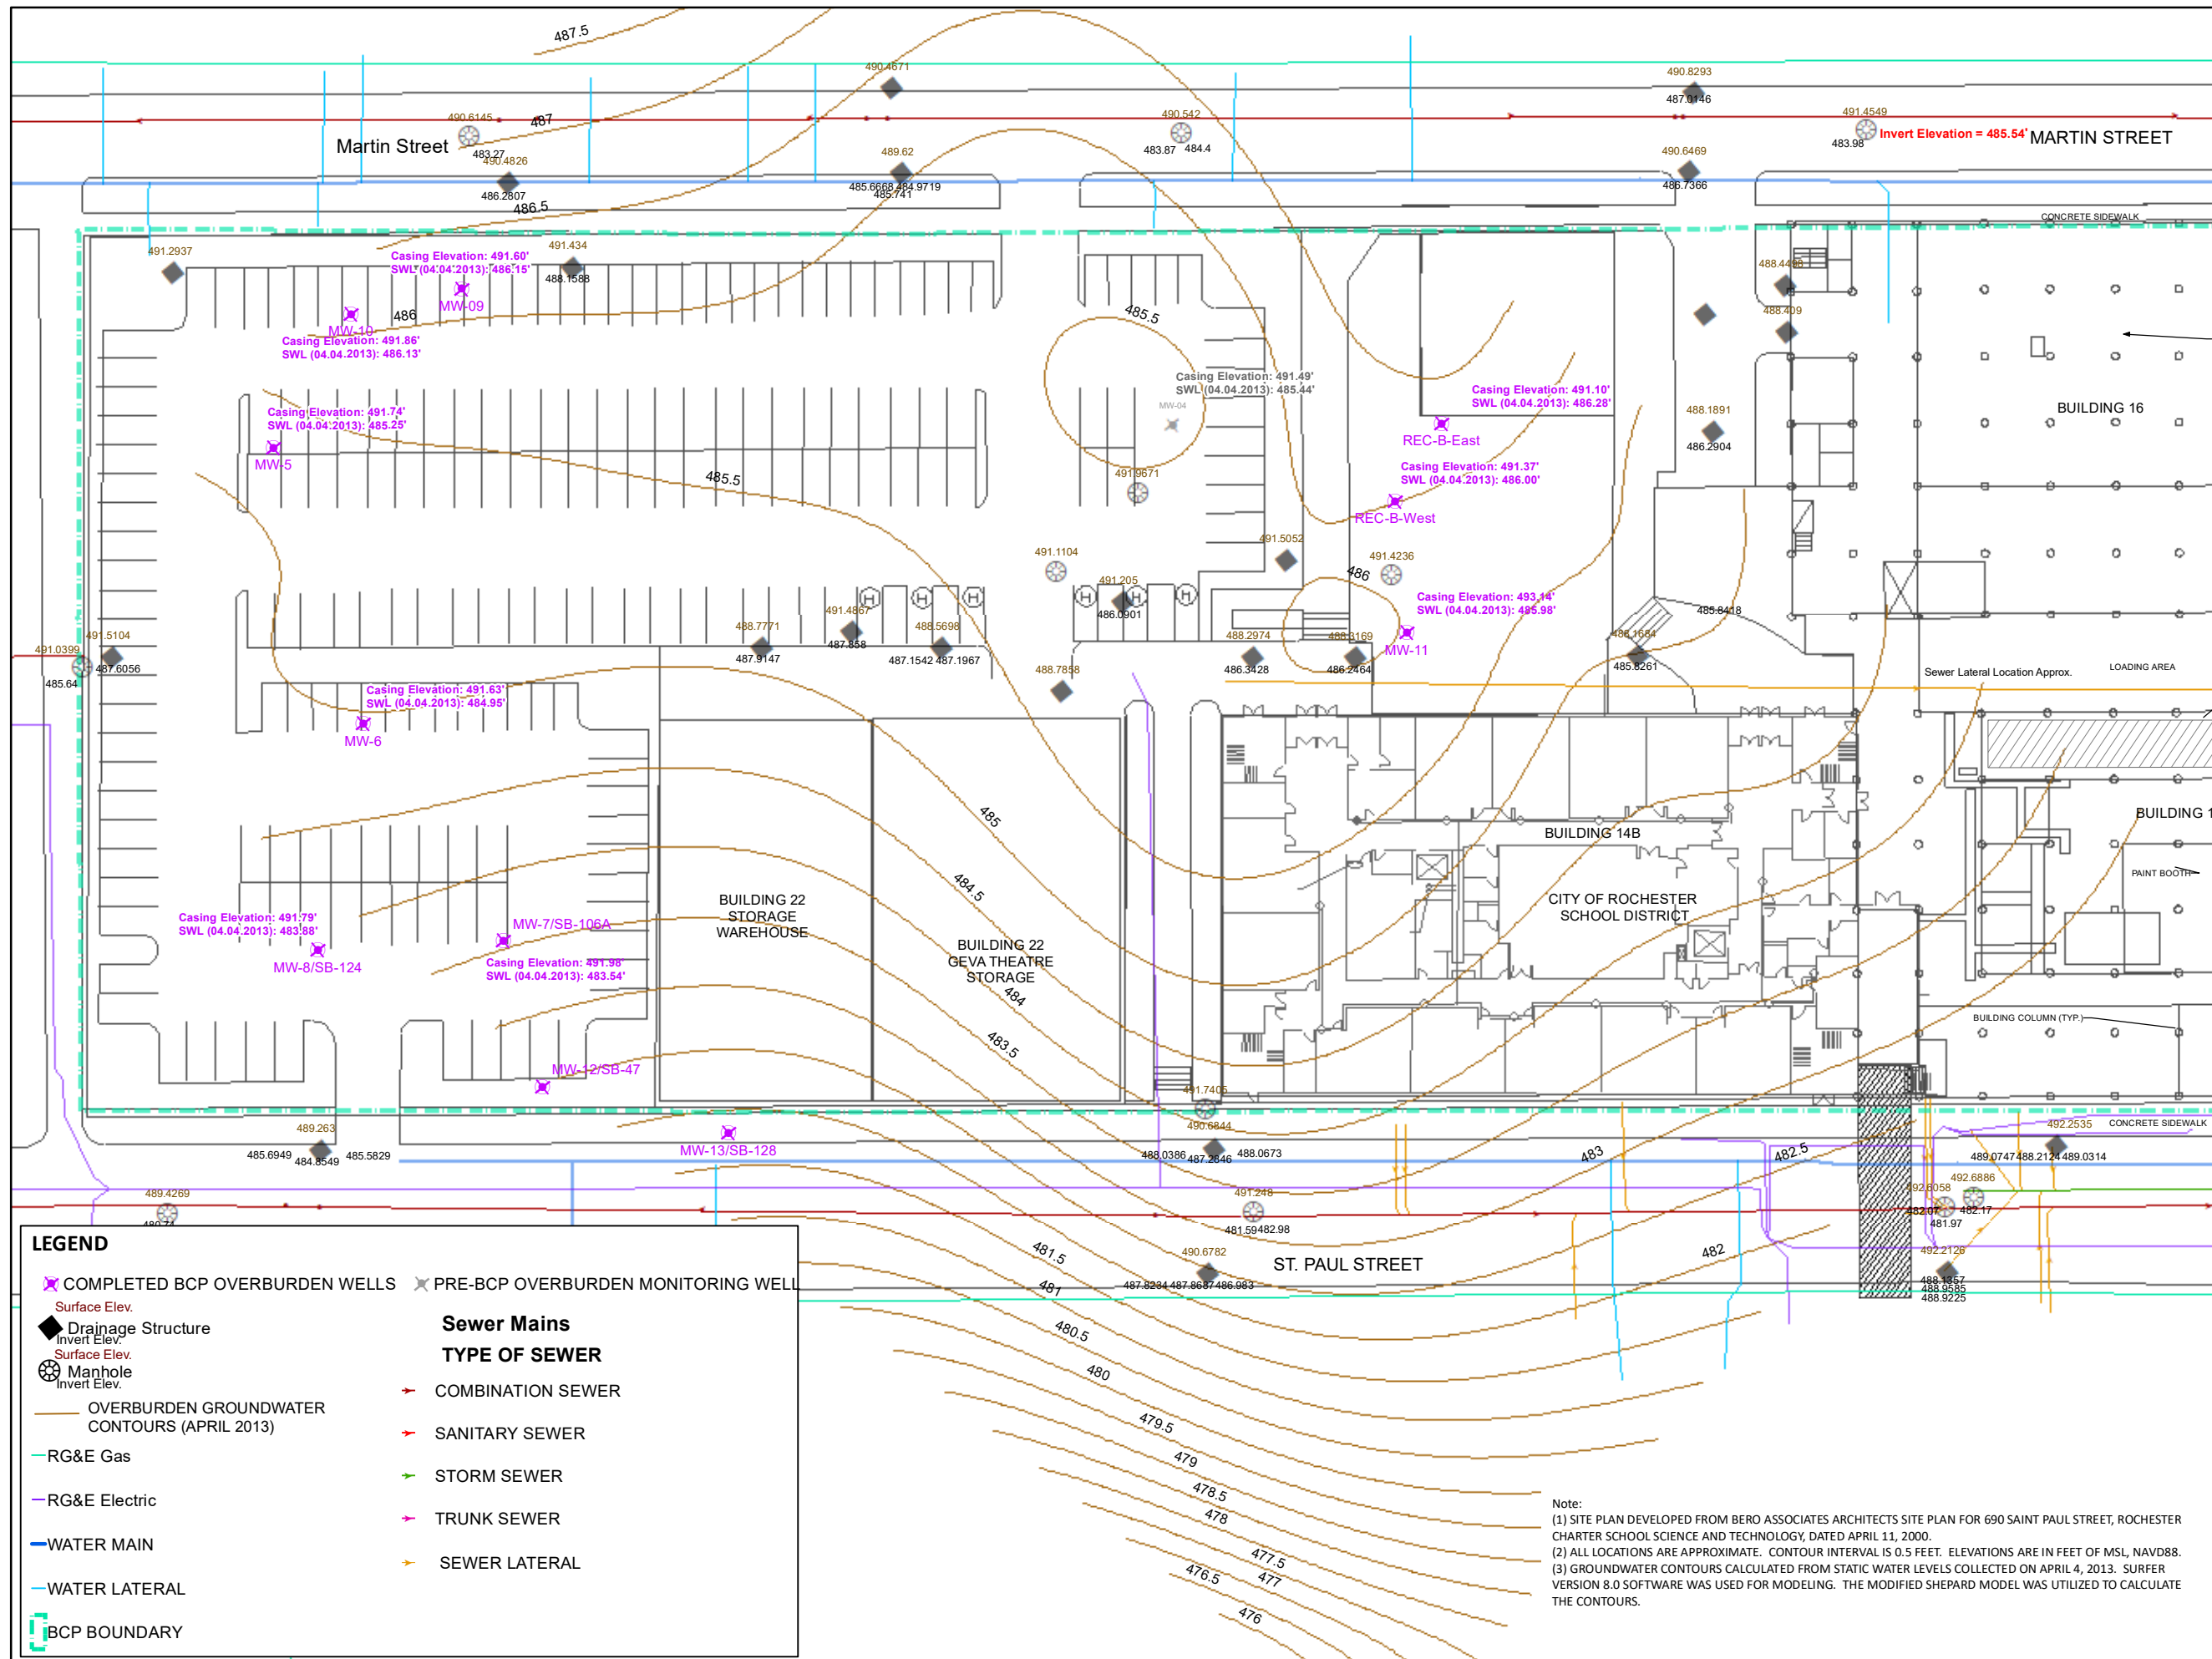 487.5
490.4671
490.8293
487.0146
490.6145
487
490.542
491.4549
Invert Elevation = 485.54'
MARTIN STREET
Martin Street
483.27
483.87
484.4
483.98
490.4826
489.62
490.6469
486.2807
485.6668
484.9719
485.741
486.7366
486.5
CONCRETE SIDEWALK
491.2937
491.434
488.1588
Casing Elevation: 491.60'
SWL (04.04.2013): 486.15'
MW-09
488.4498
488.409
MW-10
486
485.5
Casing Elevation: 491.86'
SWL (04.04.2013): 486.13'
Casing Elevation: 491.49'
SWL (04.04.2013): 485.44'
MW-04
Casing Elevation: 491.10'
SWL (04.04.2013): 486.28'
REC-B-East
BUILDING 16
488.1891
486.2904
Casing Elevation: 491.74'
SWL (04.04.2013): 485.25'
MW-5
485.5
491.9671
Casing Elevation: 491.37'
SWL (04.04.2013): 486.00'
REC-B-West
491.5052
491.1104
491.4236
486
491.205
486.0901
H
H
H
H
H
H
Casing Elevation: 493.14'
SWL (04.04.2013): 485.98'
MW-11
485.8418
491.4867
487.858
488.7771
487.9147
488.5698
487.1542
487.1967
488.2974
486.3428
488.3169
486.2464
486.1684
485.8261
491.5104
491.0399
487.6056
485.64
488.7858
Sewer Lateral Location Approx.
LOADING AREA
Casing Elevation: 491.63'
SWL (04.04.2013): 484.95'
MW-6
485
BUILDING 14B
BUILDING 1
PAINT BOOTH
484.5
BUILDING 22
STORAGE
WAREHOUSE
CITY OF ROCHESTER
SCHOOL DISTRICT
Casing Elevation: 491.79'
SWL (04.04.2013): 483.88'
MW-8/SB-124
MW-7/SB-106A
Casing Elevation: 491.98'
SWL (04.04.2013): 483.54'
BUILDING 22
GEVA THEATRE
STORAGE
484
483.5
BUILDING COLUMN (TYP.)
MW-12/SB-47
491.7405
489.263
485.6949
484.8549
485.5829
MW-13/SB-128
490.6844
488.0386
487.2846
488.0673
483
482.5
492.2535
CONCRETE SIDEWALK
489.0747
488.2124
489.0314
489.4269
491.248
481.59
482.98
492.6886
482.07
482.17
481.97
490.6782
487.8234
487.8687
486.983
ST. PAUL STREET
482
492.2126
488.1357
488.9585
488.9225
481.5
481
480.5
480
479.5
479
478.5
478
477.5
477
476.5
476
LEGEND
COMPLETED BCP OVERBURDEN WELLS
PRE-BCP OVERBURDEN MONITORING WELL
Surface Elev.
Drainage Structure
Invert Elev.
Surface Elev.
Manhole
Invert Elev.
OVERBURDEN GROUNDWATER
CONTOURS (APRIL 2013)
RG&E Gas
RG&E Electric
WATER MAIN
WATER LATERAL
BCP BOUNDARY
Sewer Mains
TYPE OF SEWER
COMBINATION SEWER
SANITARY SEWER
STORM SEWER
TRUNK SEWER
SEWER LATERAL
Note:
(1) SITE PLAN DEVELOPED FROM BERO ASSOCIATES ARCHITECTS SITE PLAN FOR 690 SAINT PAUL STREET, ROCHESTER
CHARTER SCHOOL SCIENCE AND TECHNOLOGY, DATED APRIL 11, 2000.
(2) ALL LOCATIONS ARE APPROXIMATE. CONTOUR INTERVAL IS 0.5 FEET. ELEVATIONS ARE IN FEET OF MSL, NAVD88.
(3) GROUNDWATER CONTOURS CALCULATED FROM STATIC WATER LEVELS COLLECTED ON APRIL 4, 2013. SURFER
VERSION 8.0 SOFTWARE WAS USED FOR MODELING. THE MODIFIED SHEPARD MODEL WAS UTILIZED TO CALCULATE
THE CONTOURS.